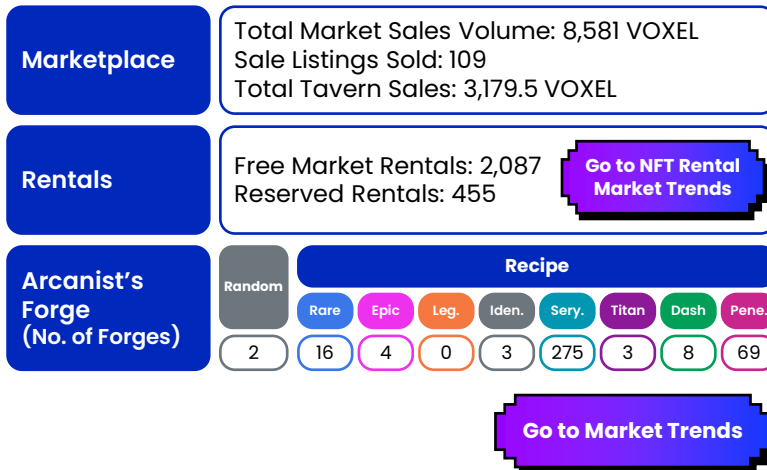 Marketplace
Total Market Sales Volume: 8,581 VOXEL
Sale Listings Sold: 109
Total Tavern Sales: 3,179.5 VOXEL
Rentals
Free Market Rentals: 2,087
Reserved Rentals: 455
Go to NFT Rental
Market Trends
Arcanist's
Forge
(No. of Forges)
Random
Recipe
Rare Epic Leg. Iden. Sery. Titan Dash Pene.
2 16 4 0 3 275 3 8 69
Go to Market Trends